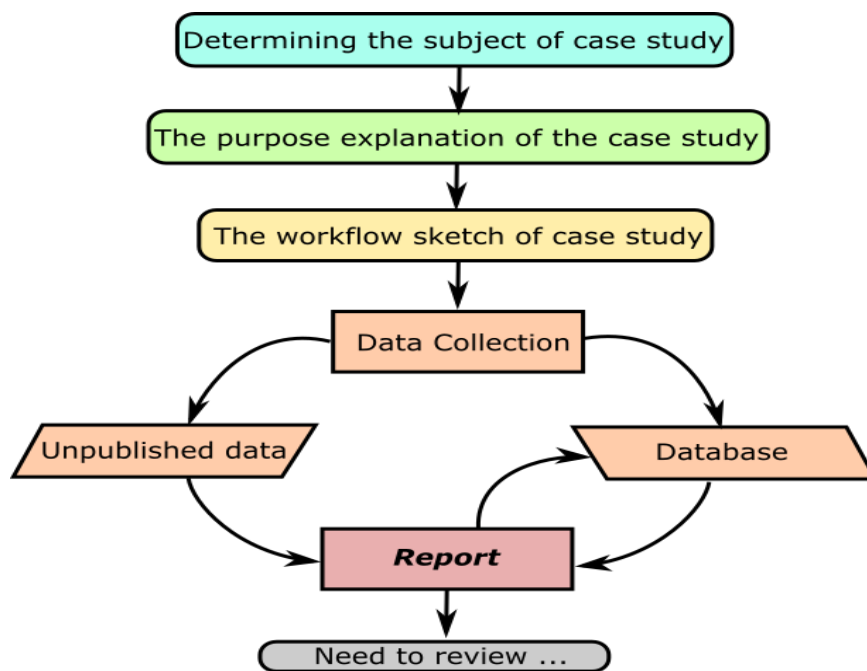 Determining the subject of case study
The purpose explanation of the case study
The workflow sketch of case study
Data Collection
Unpublished data
Database
Report
Need to review ...